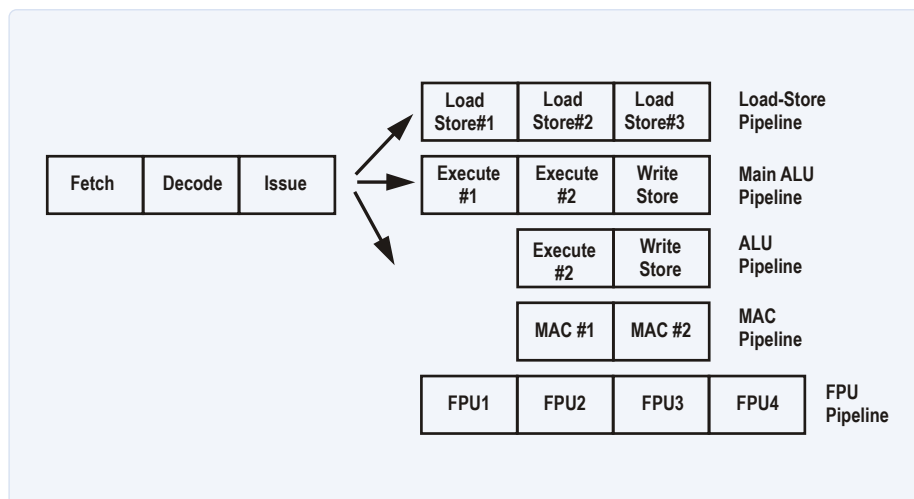 Load
Store#1
Load
Store#2
Load
Store#3
Load-Store
Pipeline
Fetch
Decode
Issue
Execute
#1
Execute
#2
Write
Store
Main ALU
Pipeline
Execute
#2
Write
Store
ALU
Pipeline
MAC #1
MAC #2
MAC
Pipeline
FPU1
FPU2
FPU3
FPU4
FPU
Pipeline